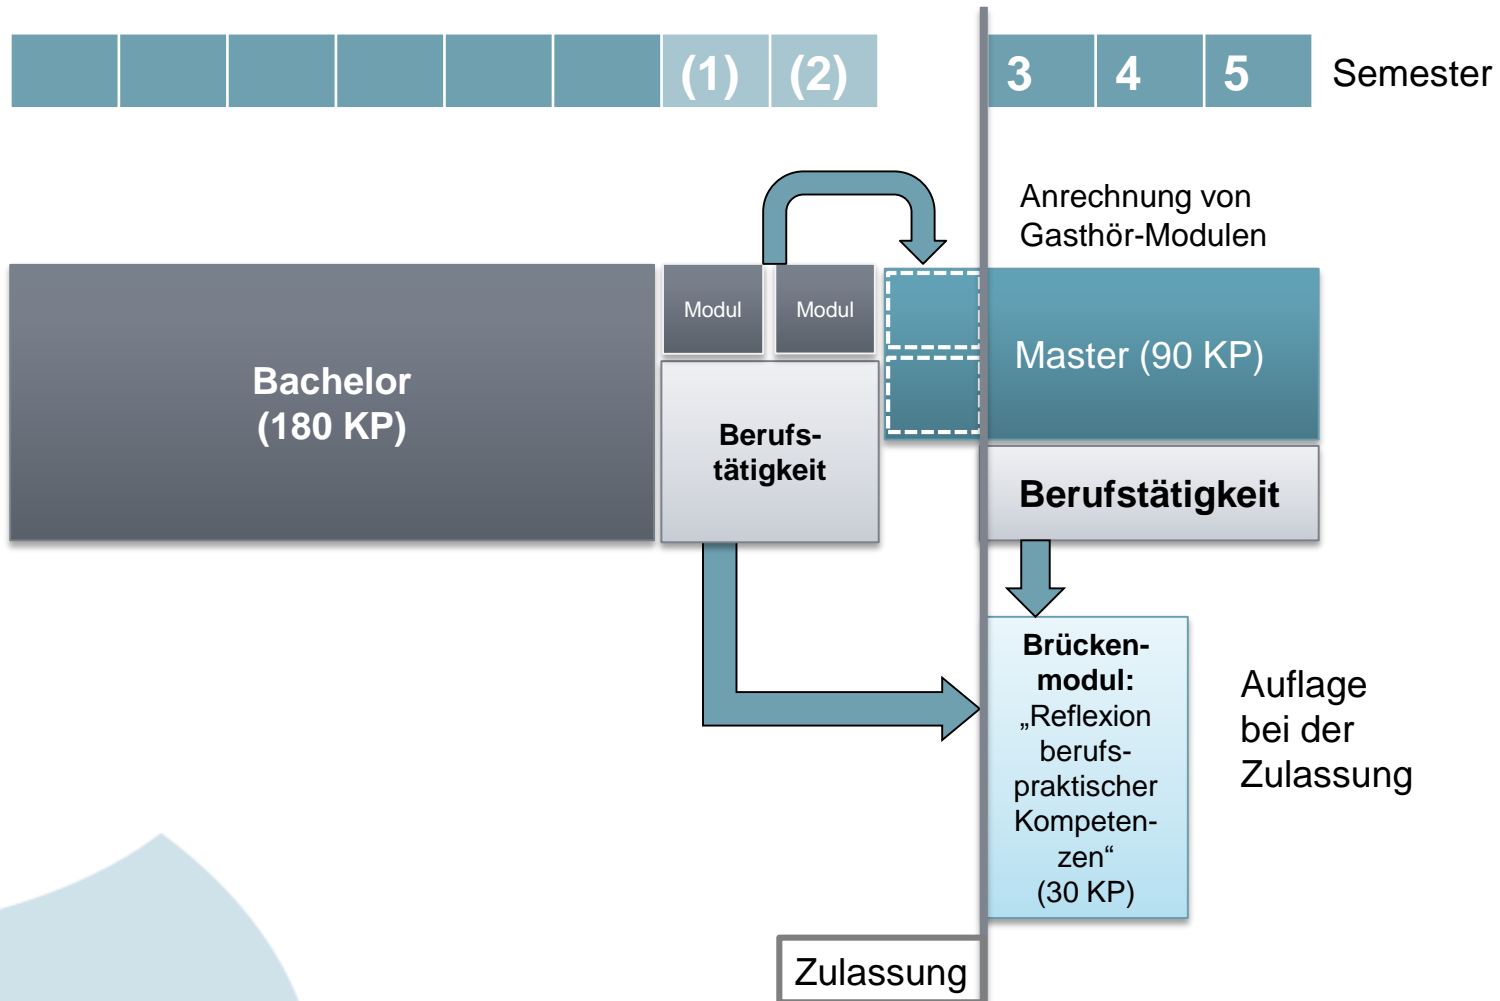 (1) (2) 3 4 5 Semester
Anrechnung von
Gasthör-Modulen
Bachelor
(180 KP)
Modul
Modul
Berufs-
tätigkeit
Master (90 KP)
Berufstätigkeit
Brücken-
modul:
„Reflexion
berufs-
praktischer
Kompeten-
zen“
(30 KP)
Auflage
bei der
Zulassung
Zulassung